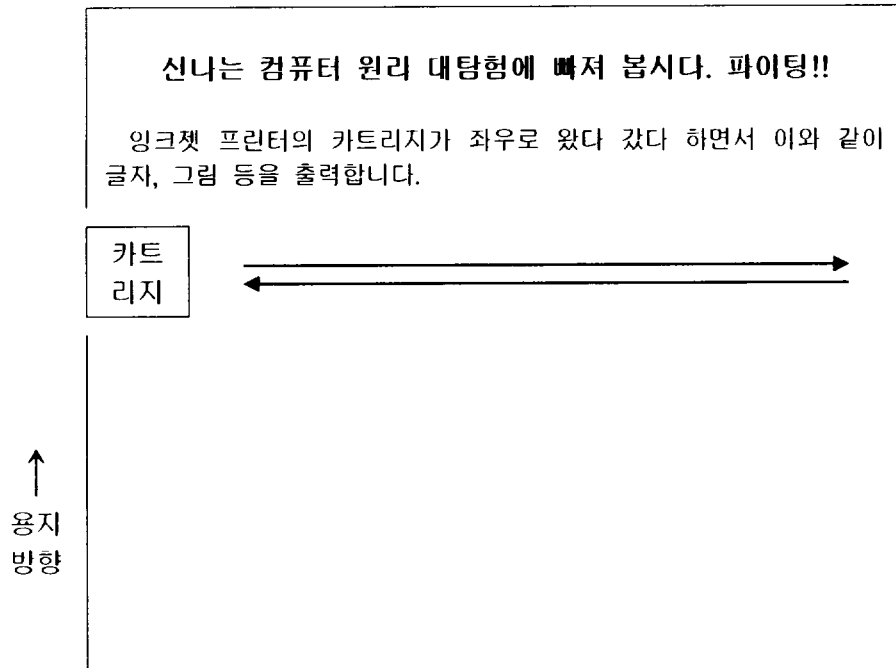 신나는 컴퓨터 원리 대탐험에 빠져 봅시다. 파이팅!!
잉크젯 프린터의 카트리지가 좌우로 왔다 갔다 하면서 이와 같이
글자, 그림 등을 출력합니다.
카트
리지
용지
방향